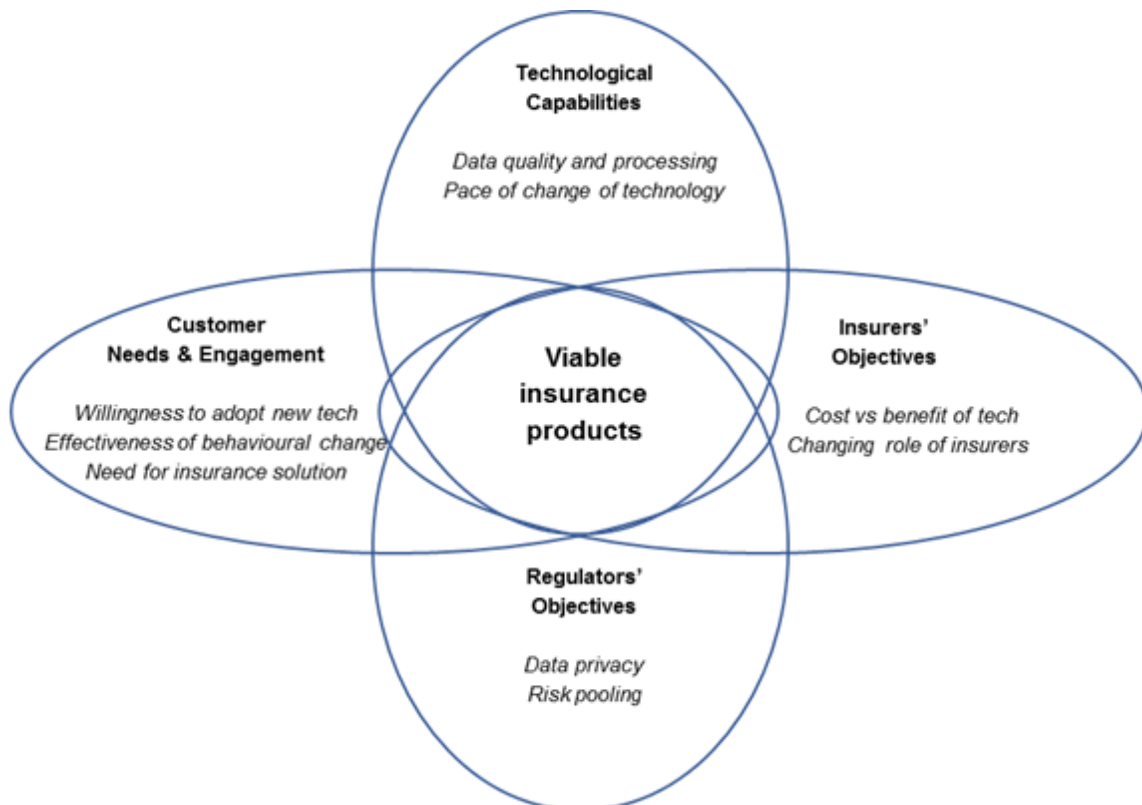 Technological
Capabilities
Data quality and processing
Pace of change of technology
Customer
Needs & Engagement
Willingness to adopt new tech
Effectiveness of behavioural change
Need for insurance solution
Viable
insurance
products
Insurers'
Objectives
Cost vs benefit of tech
Changing role of insurers
Regulators'
Objectives
Data privacy
Risk pooling